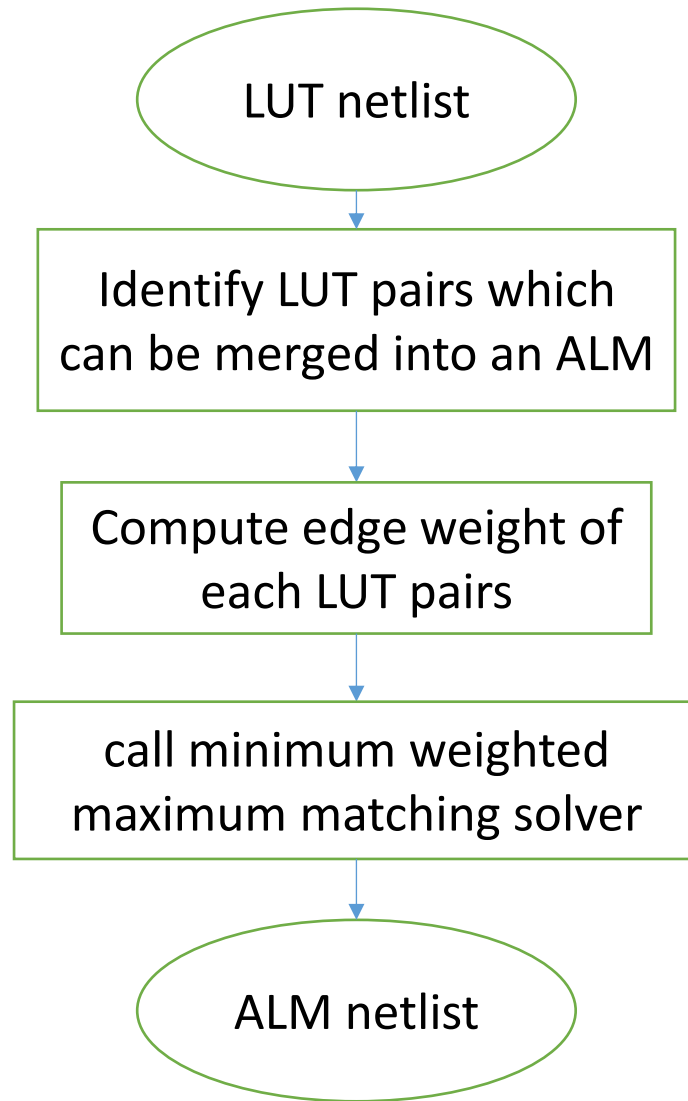 LUT netlist
Identify LUT pairs which
can be merged into an ALM
Compute edge weight of
each LUT pairs
call minimum weighted
maximum matching solver
ALM netlist